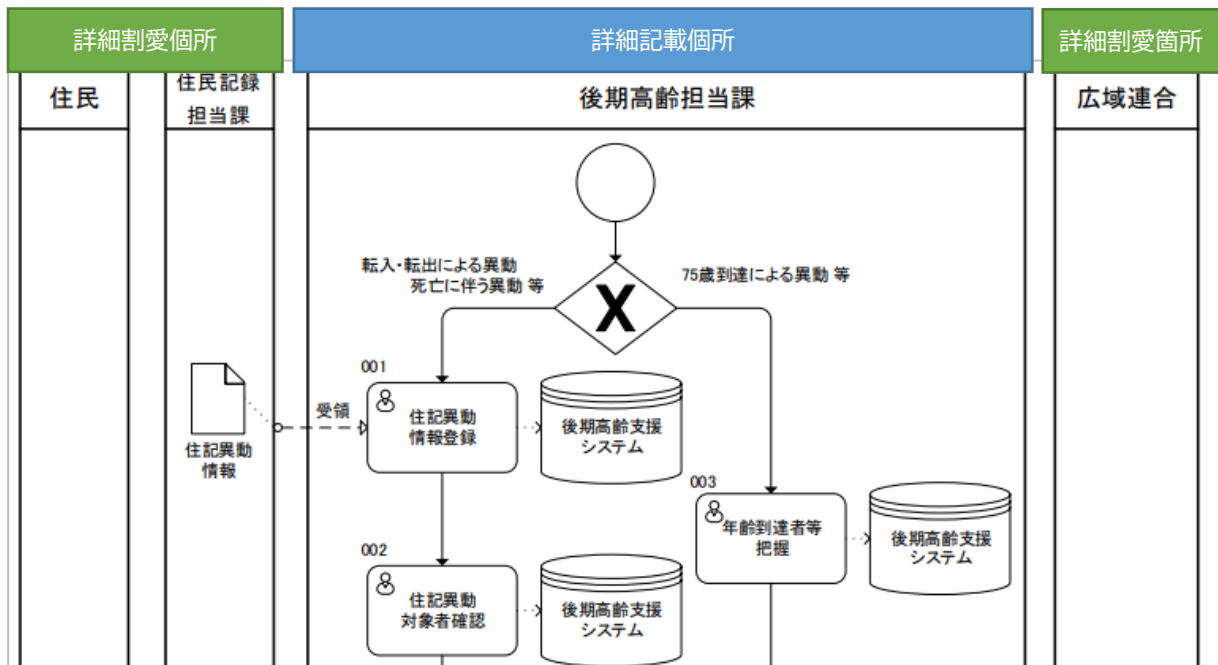 詳細割愛個所
詳細記載個所
詳細割愛箇所
住民
住民記録
担当課
後期高齢担当課
広域連合
転入・転出による異動
死亡に伴う異動 等
75歳到達による異動 等
X
001
住記異動
情報登録
後期高齢支援
システム
受領
住記異動
情報
003
年齢到達者等
把握
後期高齢支援
システム
002
住記異動
対象者確認
後期高齢支援
システム